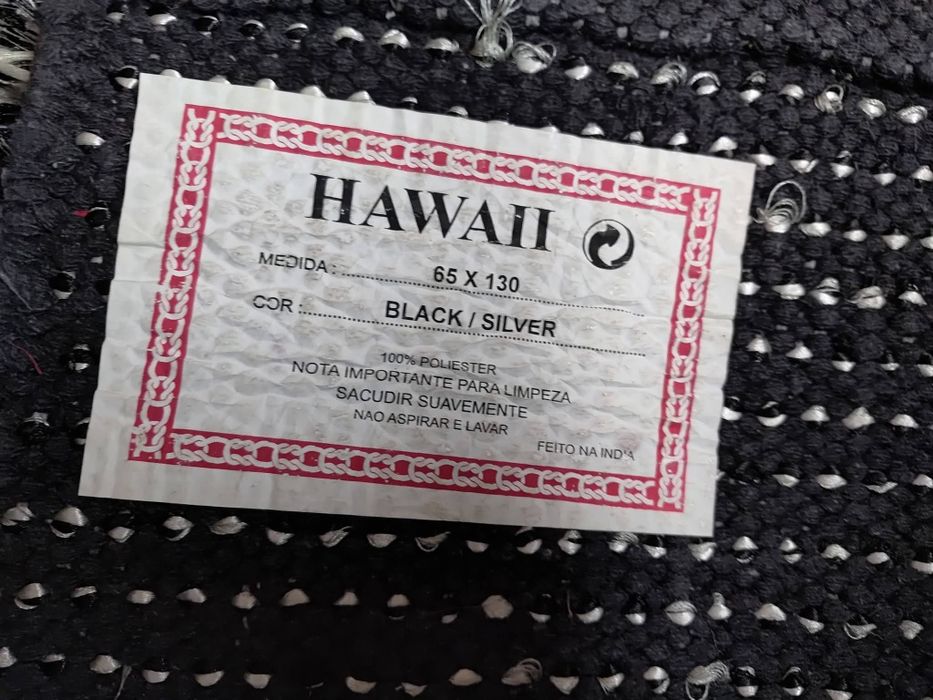 HAWAII
MEDIDA : .................. 65 X 130 ..................
COR : .................. BLACK / SILVER ..................
100% POLIESTER
NOTA IMPORTANTE PARA LIMPEZA
SACUDIR SUAVEMENTE
NAO ASPIRAR E LAVAR
FEITO NA INDIA